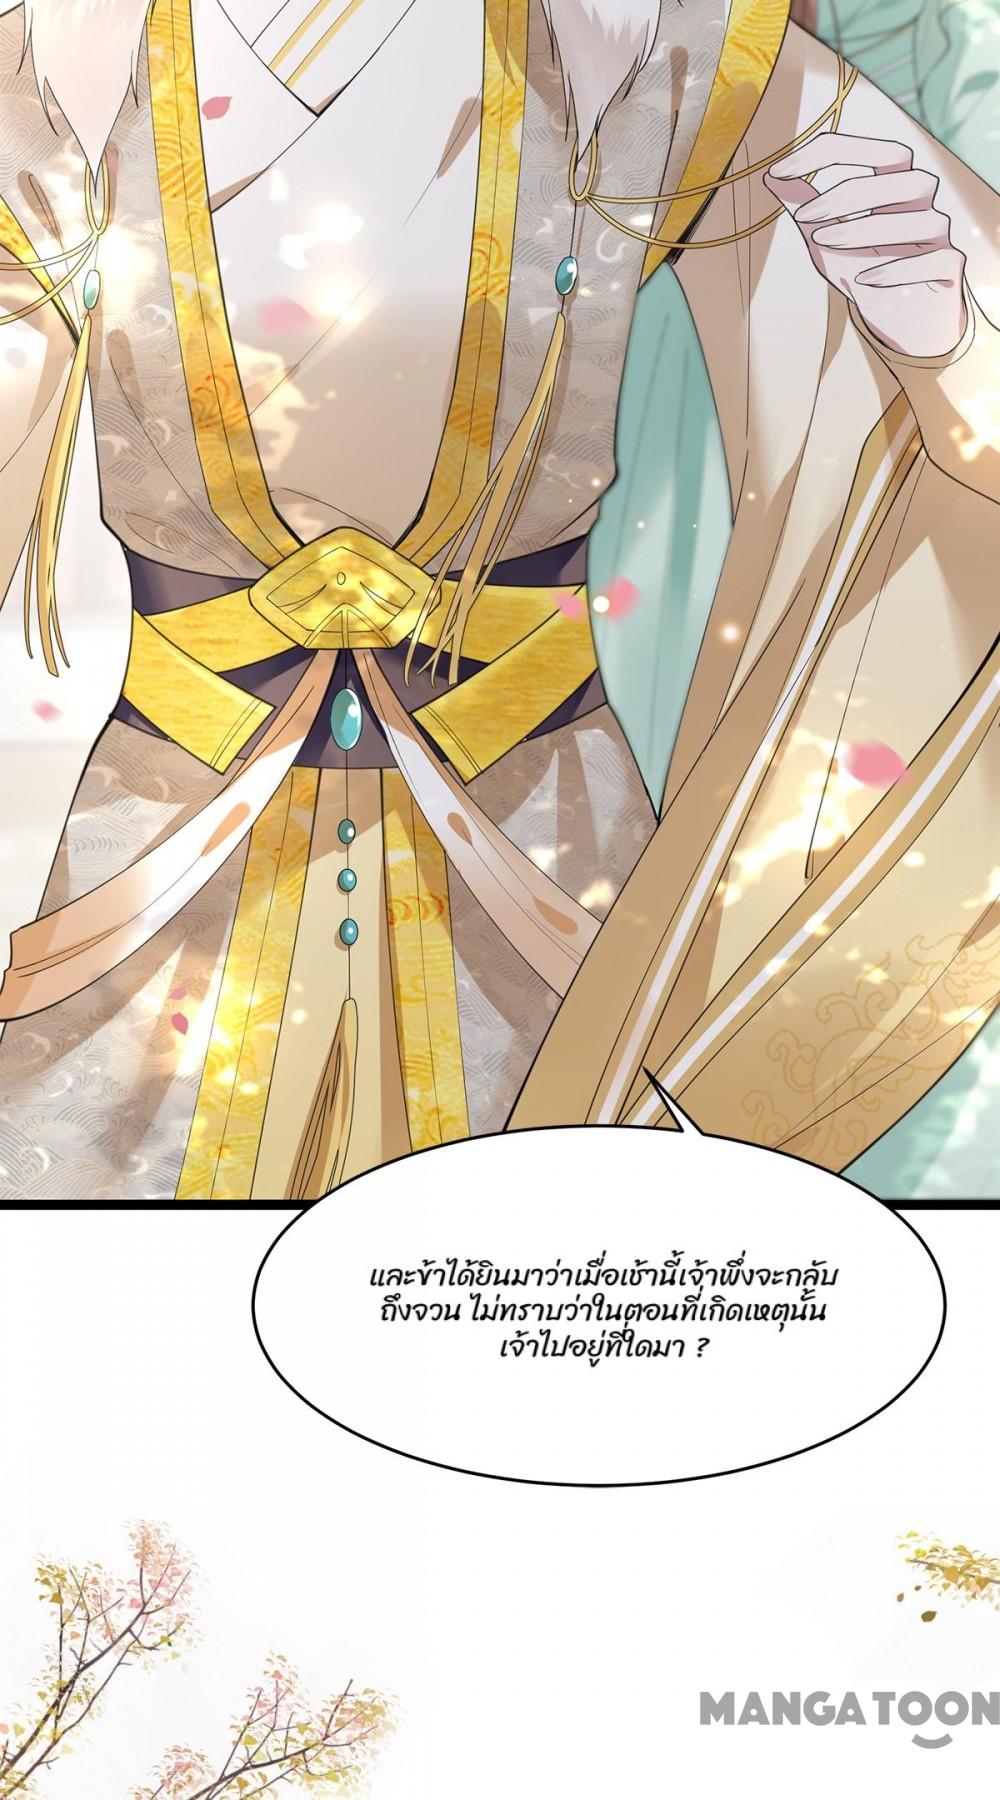 และข้าได้ยินมาว่าเมื่อเช้านี้เจ้าพึ่งจะกลับ
ถึงจวน ไม่ทราบว่าในตอนที่เกิดเหตุนั้น
เจ้าไปอยู่ที่ใดมา ?
MANGATOON